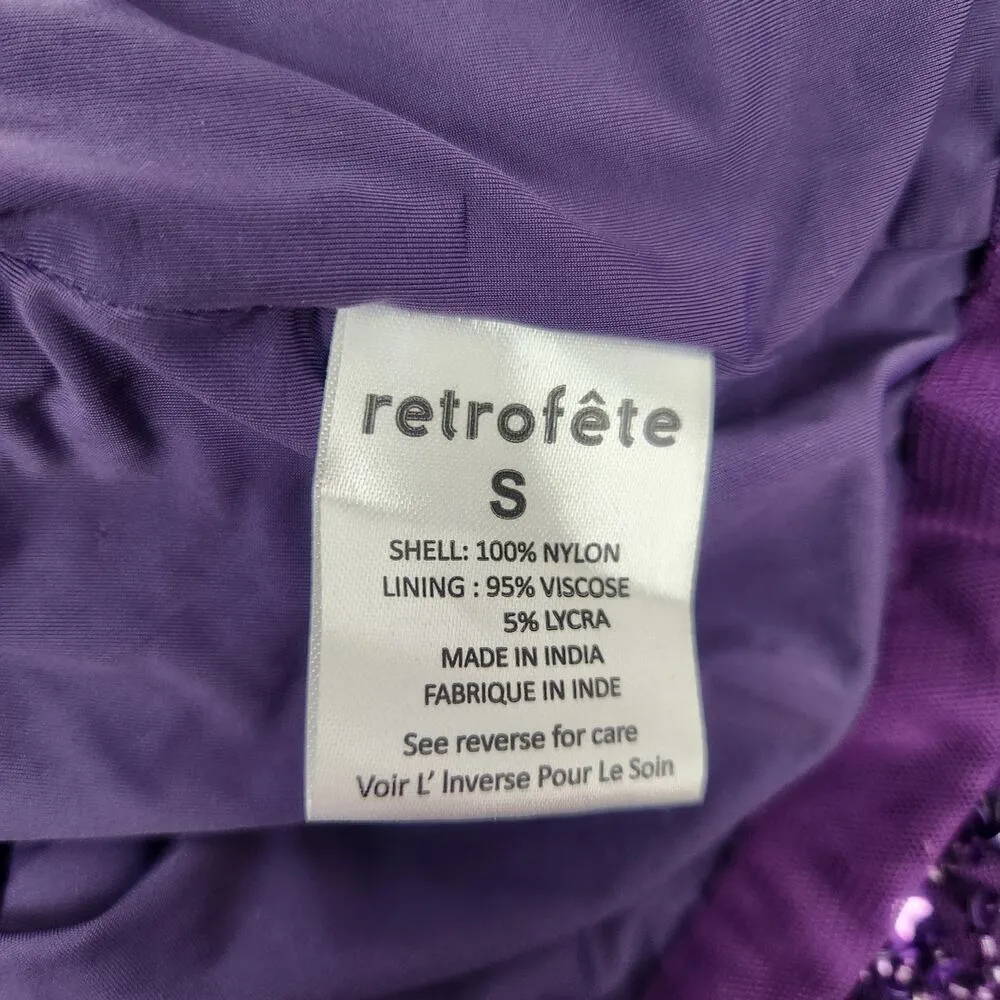 retrofête
S
SHELL: 100% NYLON
LINING : 95% VISCOSE
5% LYCRA
MADE IN INDIA
FABRIQUE IN INDE
See reverse for care
Voir L' Inverse Pour Le Soin